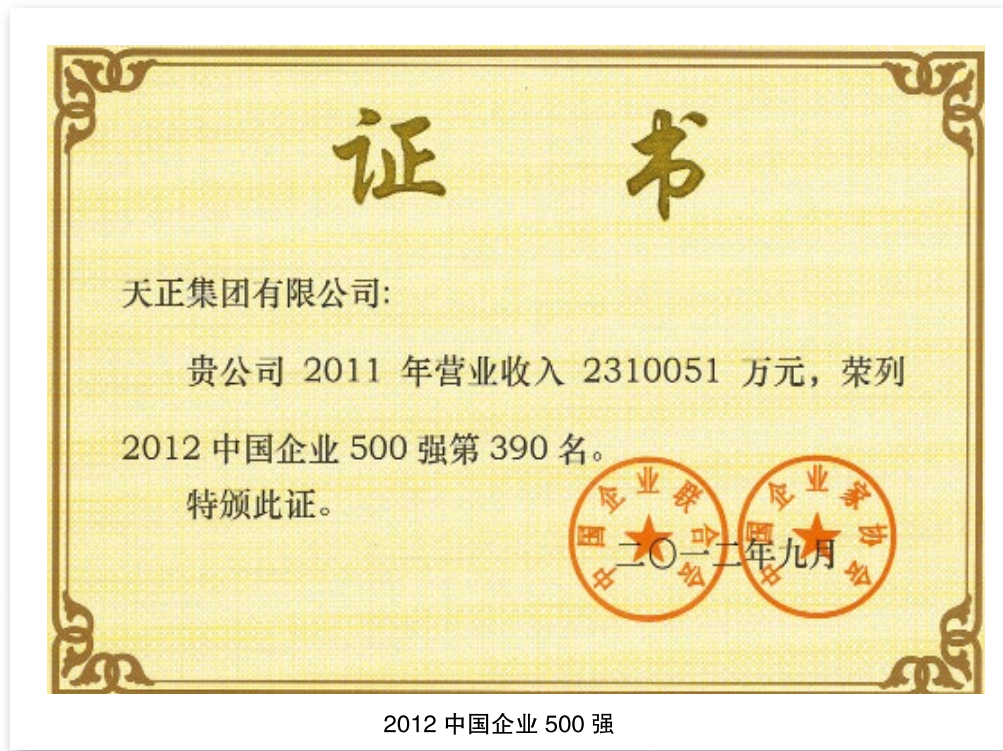 证书
天正集团有限公司:
贵公司 2011 年营业收入 2310051 万元，荣列
2012 中国企业 500 强第 390 名。
特颁此证。
中国企业联合会
中国企业家协会
二〇一二年九月
2012 中国企业 500 强